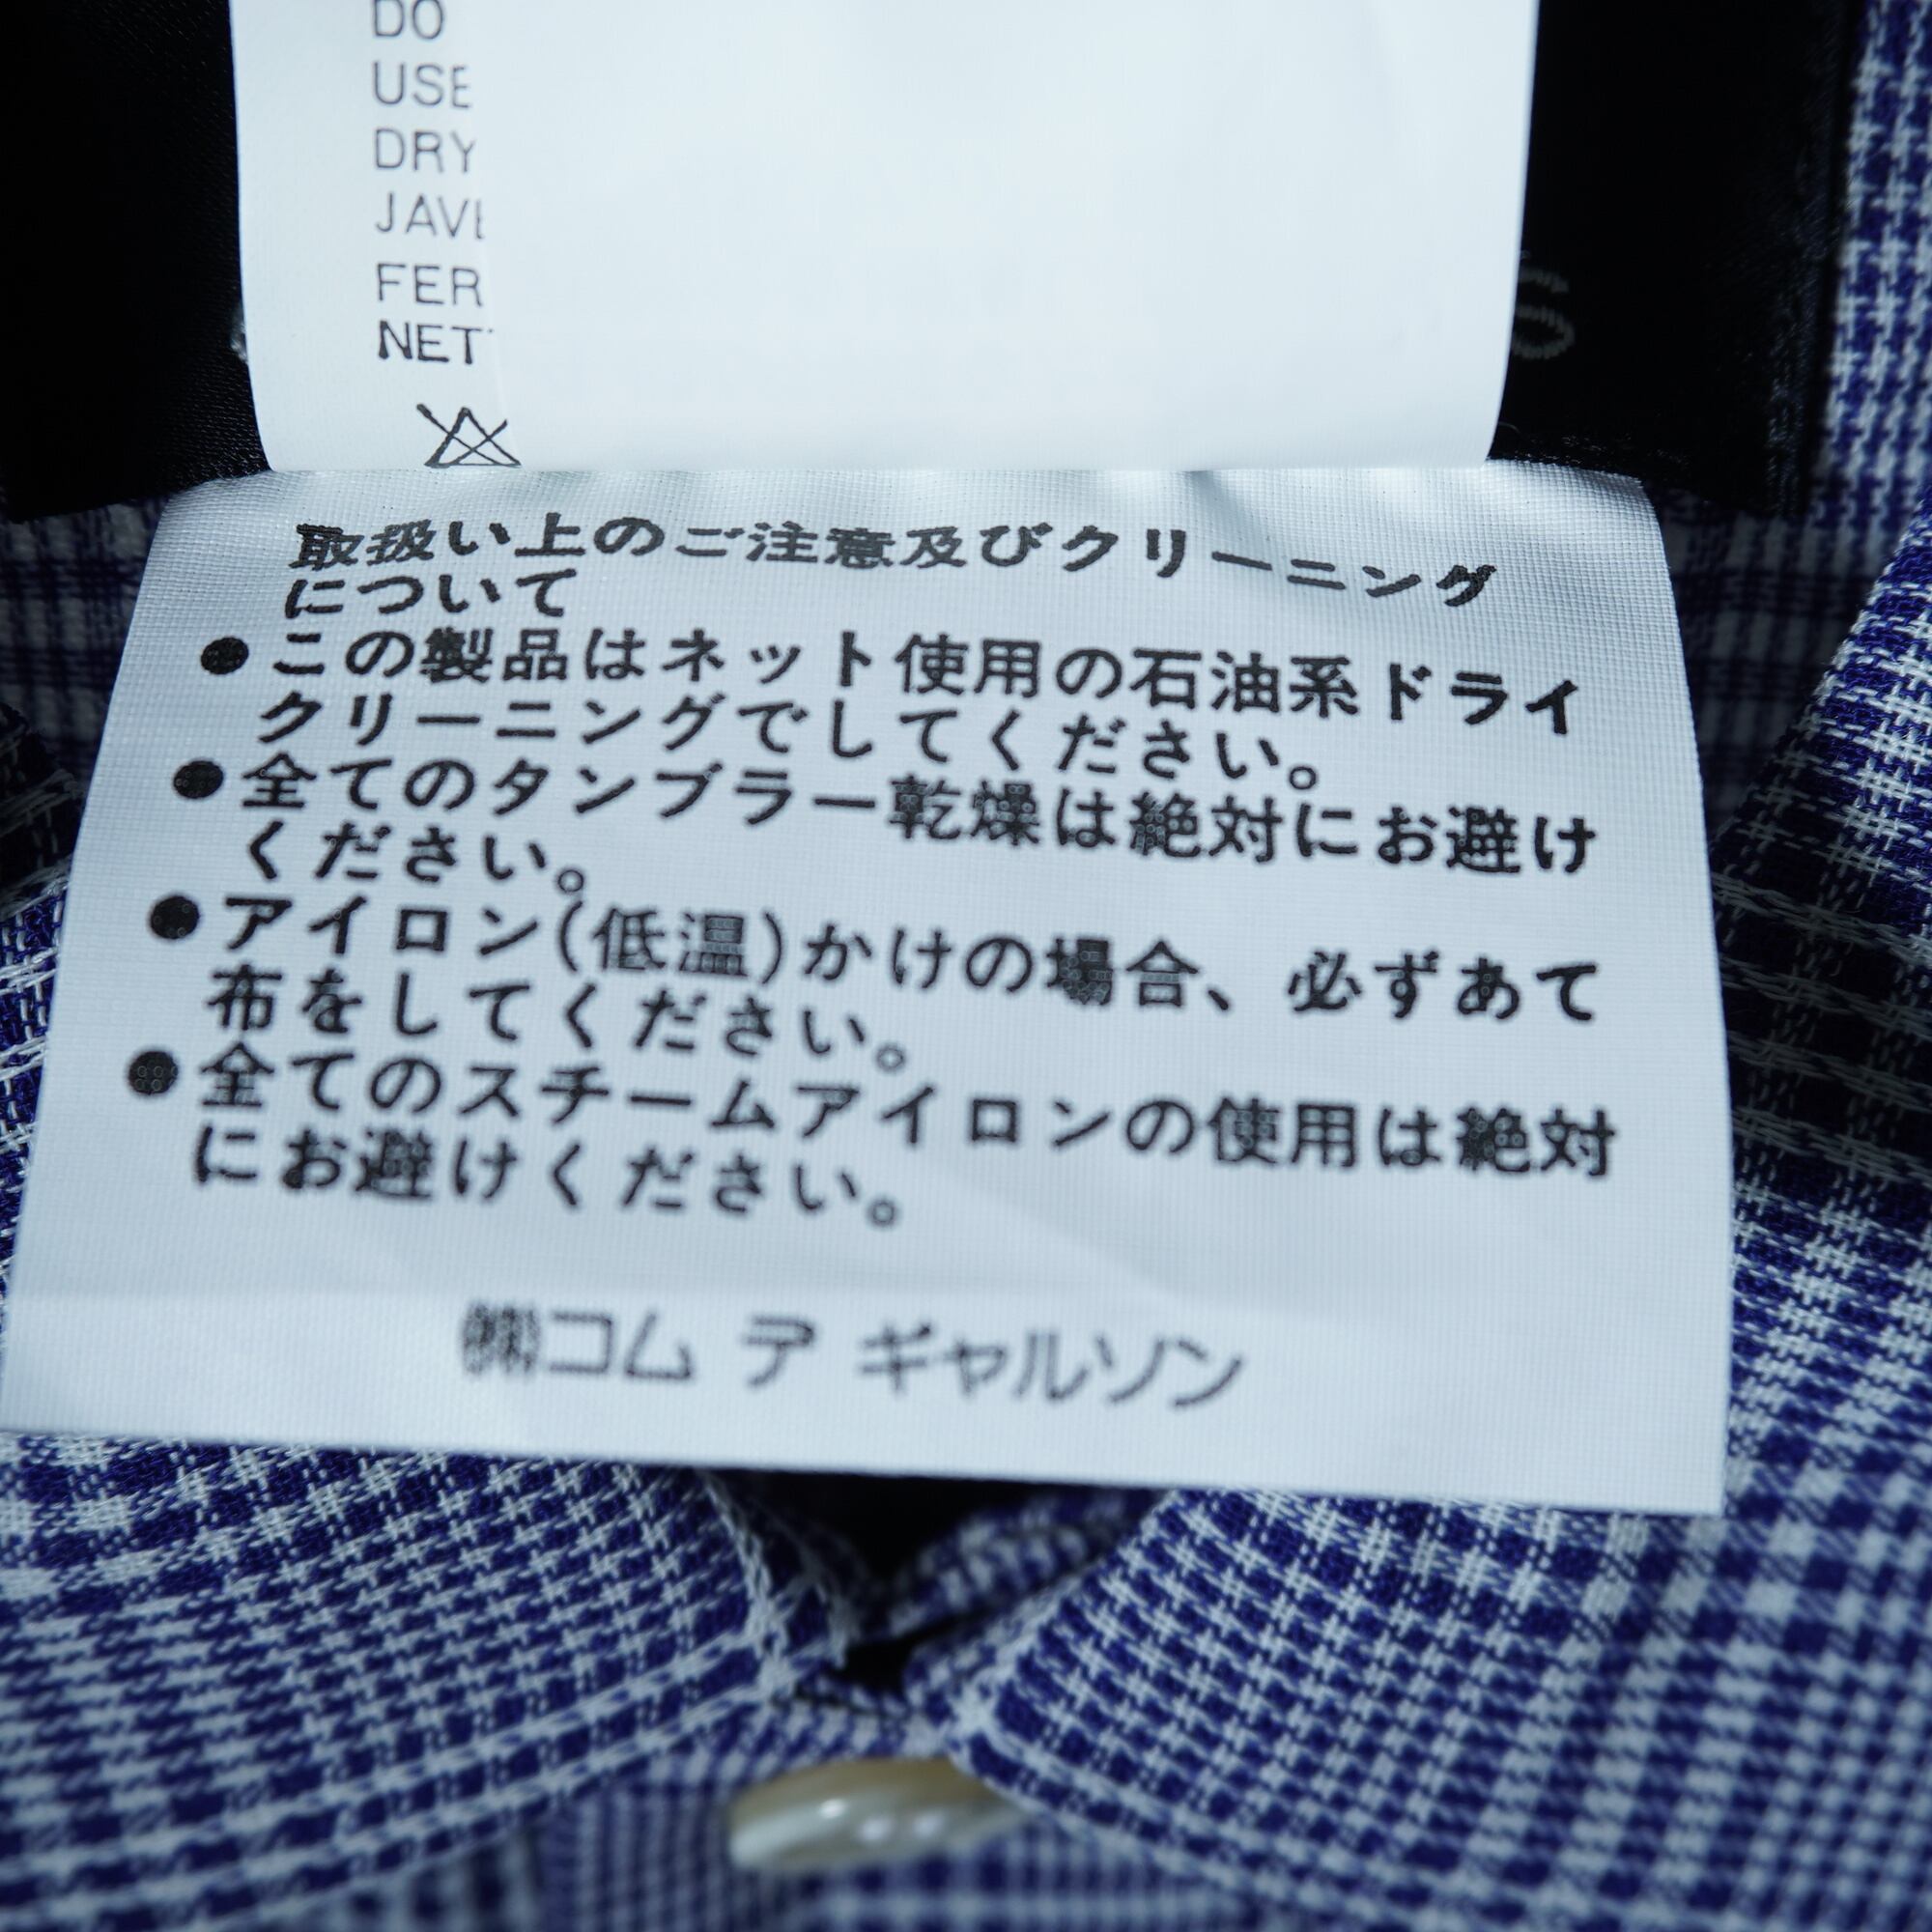 DO
USE
DRY
FER
取扱い上のご注意及びクリーニング
について
●この製品はネット使用の石油系ドライ
クリーニングでしてください。
●全てのタンブラー乾燥は絶対にお避け
ください。
●アイロン(低温)かけの場合、必ずあて
布をしてください。
●全てのスチームアイロンの使用は絶対
にお避けください。
㈱コム デ ギャルソン